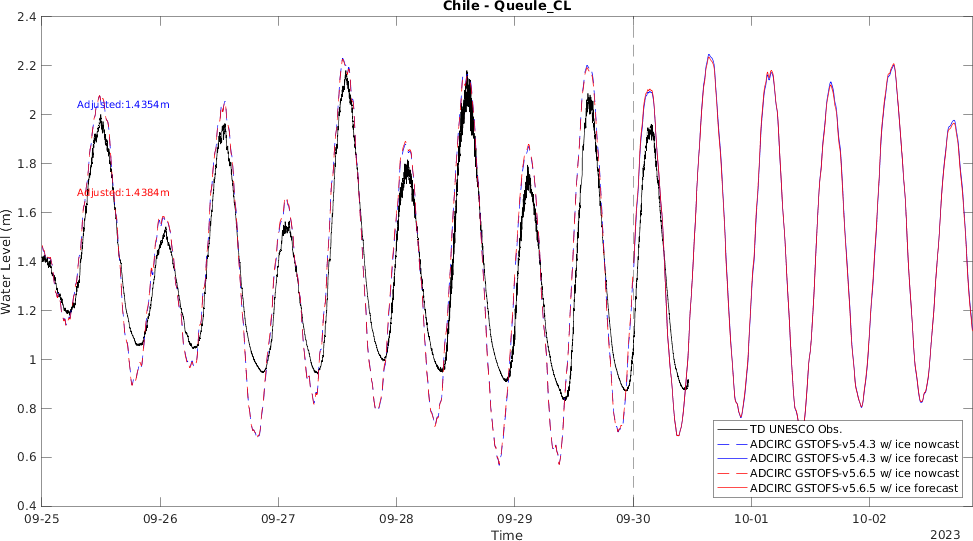 Chile - Queule_CL
2.4
2.2
2
1.8
1.6
1.4
1.2
1
0.8
0.6
0.4
Water Level (m)
Adjusted:1.4354m
Adjusted:1.4384m
TD UNESCO Obs.
ADCIRC GSTOFS-v5.4.3 w/ ice nowcast
ADCIRC GSTOFS-v5.4.3 w/ ice forecast
ADCIRC GSTOFS-v5.6.5 w/ ice nowcast
ADCIRC GSTOFS-v5.6.5 w/ ice forecast
09-25 09-26 09-27 09-28 09-29 09-30 10-01 10-02
Time
2023